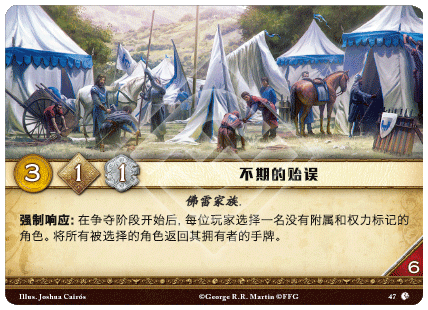 3 1 1 不期的贻误
佛雷家族.
强制响应: 在争夺阶段开始后, 每位玩家选择一名没有附属和权力标记的
角色。将所有被选择的角色返回其拥有者的手牌。
6
Illus. Joshua Cairós ©George R.R. Martin ©FFG 47